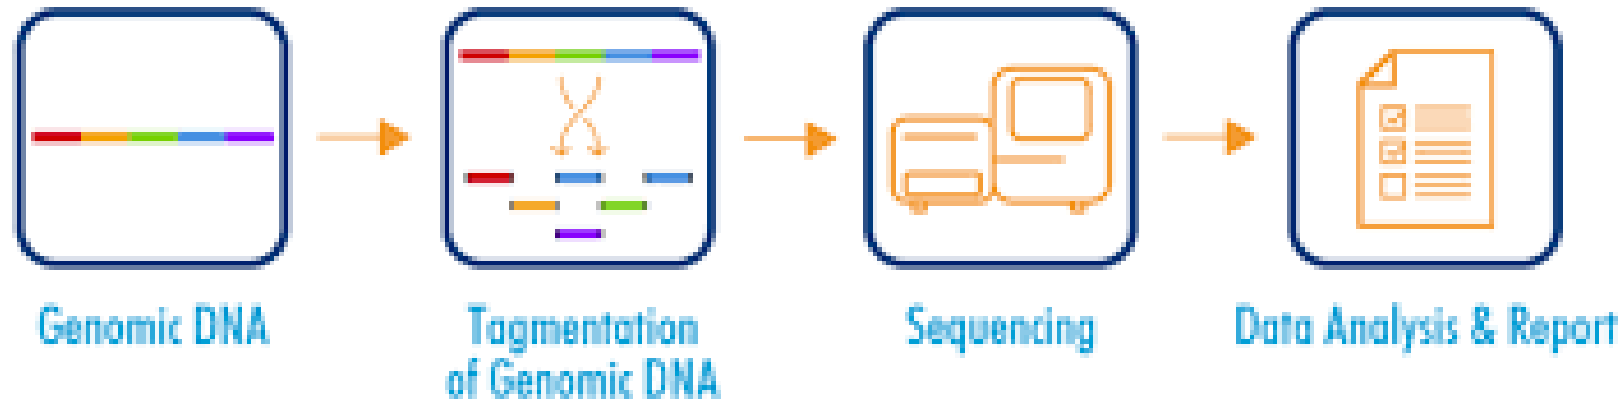 Genomic DNA
Tagmentation
of Genomic DNA
Sequencing
Data Analysis & Report